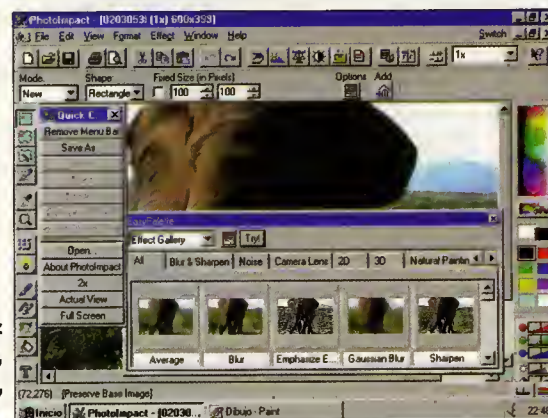 PhotoImpact - [0203053i (1x) 600x393]
File Edit View Format Effect Window Help Switch
1x
Mode: Shape: Fixed Size (in Pixels) Options Add
New Rectangle 100 100
Quick C...
Remove Menu Bar
Save As
Open...
About PhotoImpact
2x
Actual View
Full Screen
EasyPalette
Effect Gallery Try!
All Blur & Sharpen Noise Camera Lens 2D 3D Natural Paintin
Average Blur Emphasize E... Gaussian Blur Sharpen
(72,276) [Preserve Base Image]
Inicio PhotoImpact - [02030... Dibujo - Paint